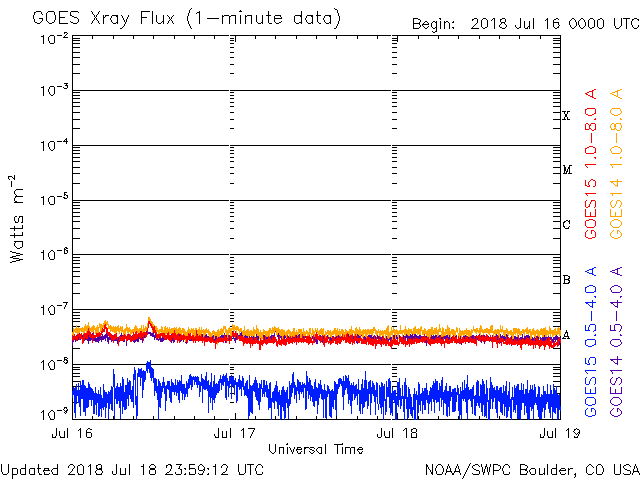 GOES Xray Flux (1-minute data)
Begin: 2018 Jul 16 0000 UTC
10-2
10-3
10-4
10-5
10-6
10-7
10-8
10-9
Watts m-2
X
M
C
B
A
GOES15 1.0-8.0 A
GOES14 1.0-8.0 A
GOES15 0.5-4.0 A
GOES14 0.5-4.0 A
Jul 16
Jul 17
Jul 18
Jul 19
Universal Time
Updated 2018 Jul 18 23:59:12 UTC
NOAA/SWPC Boulder, CO USA